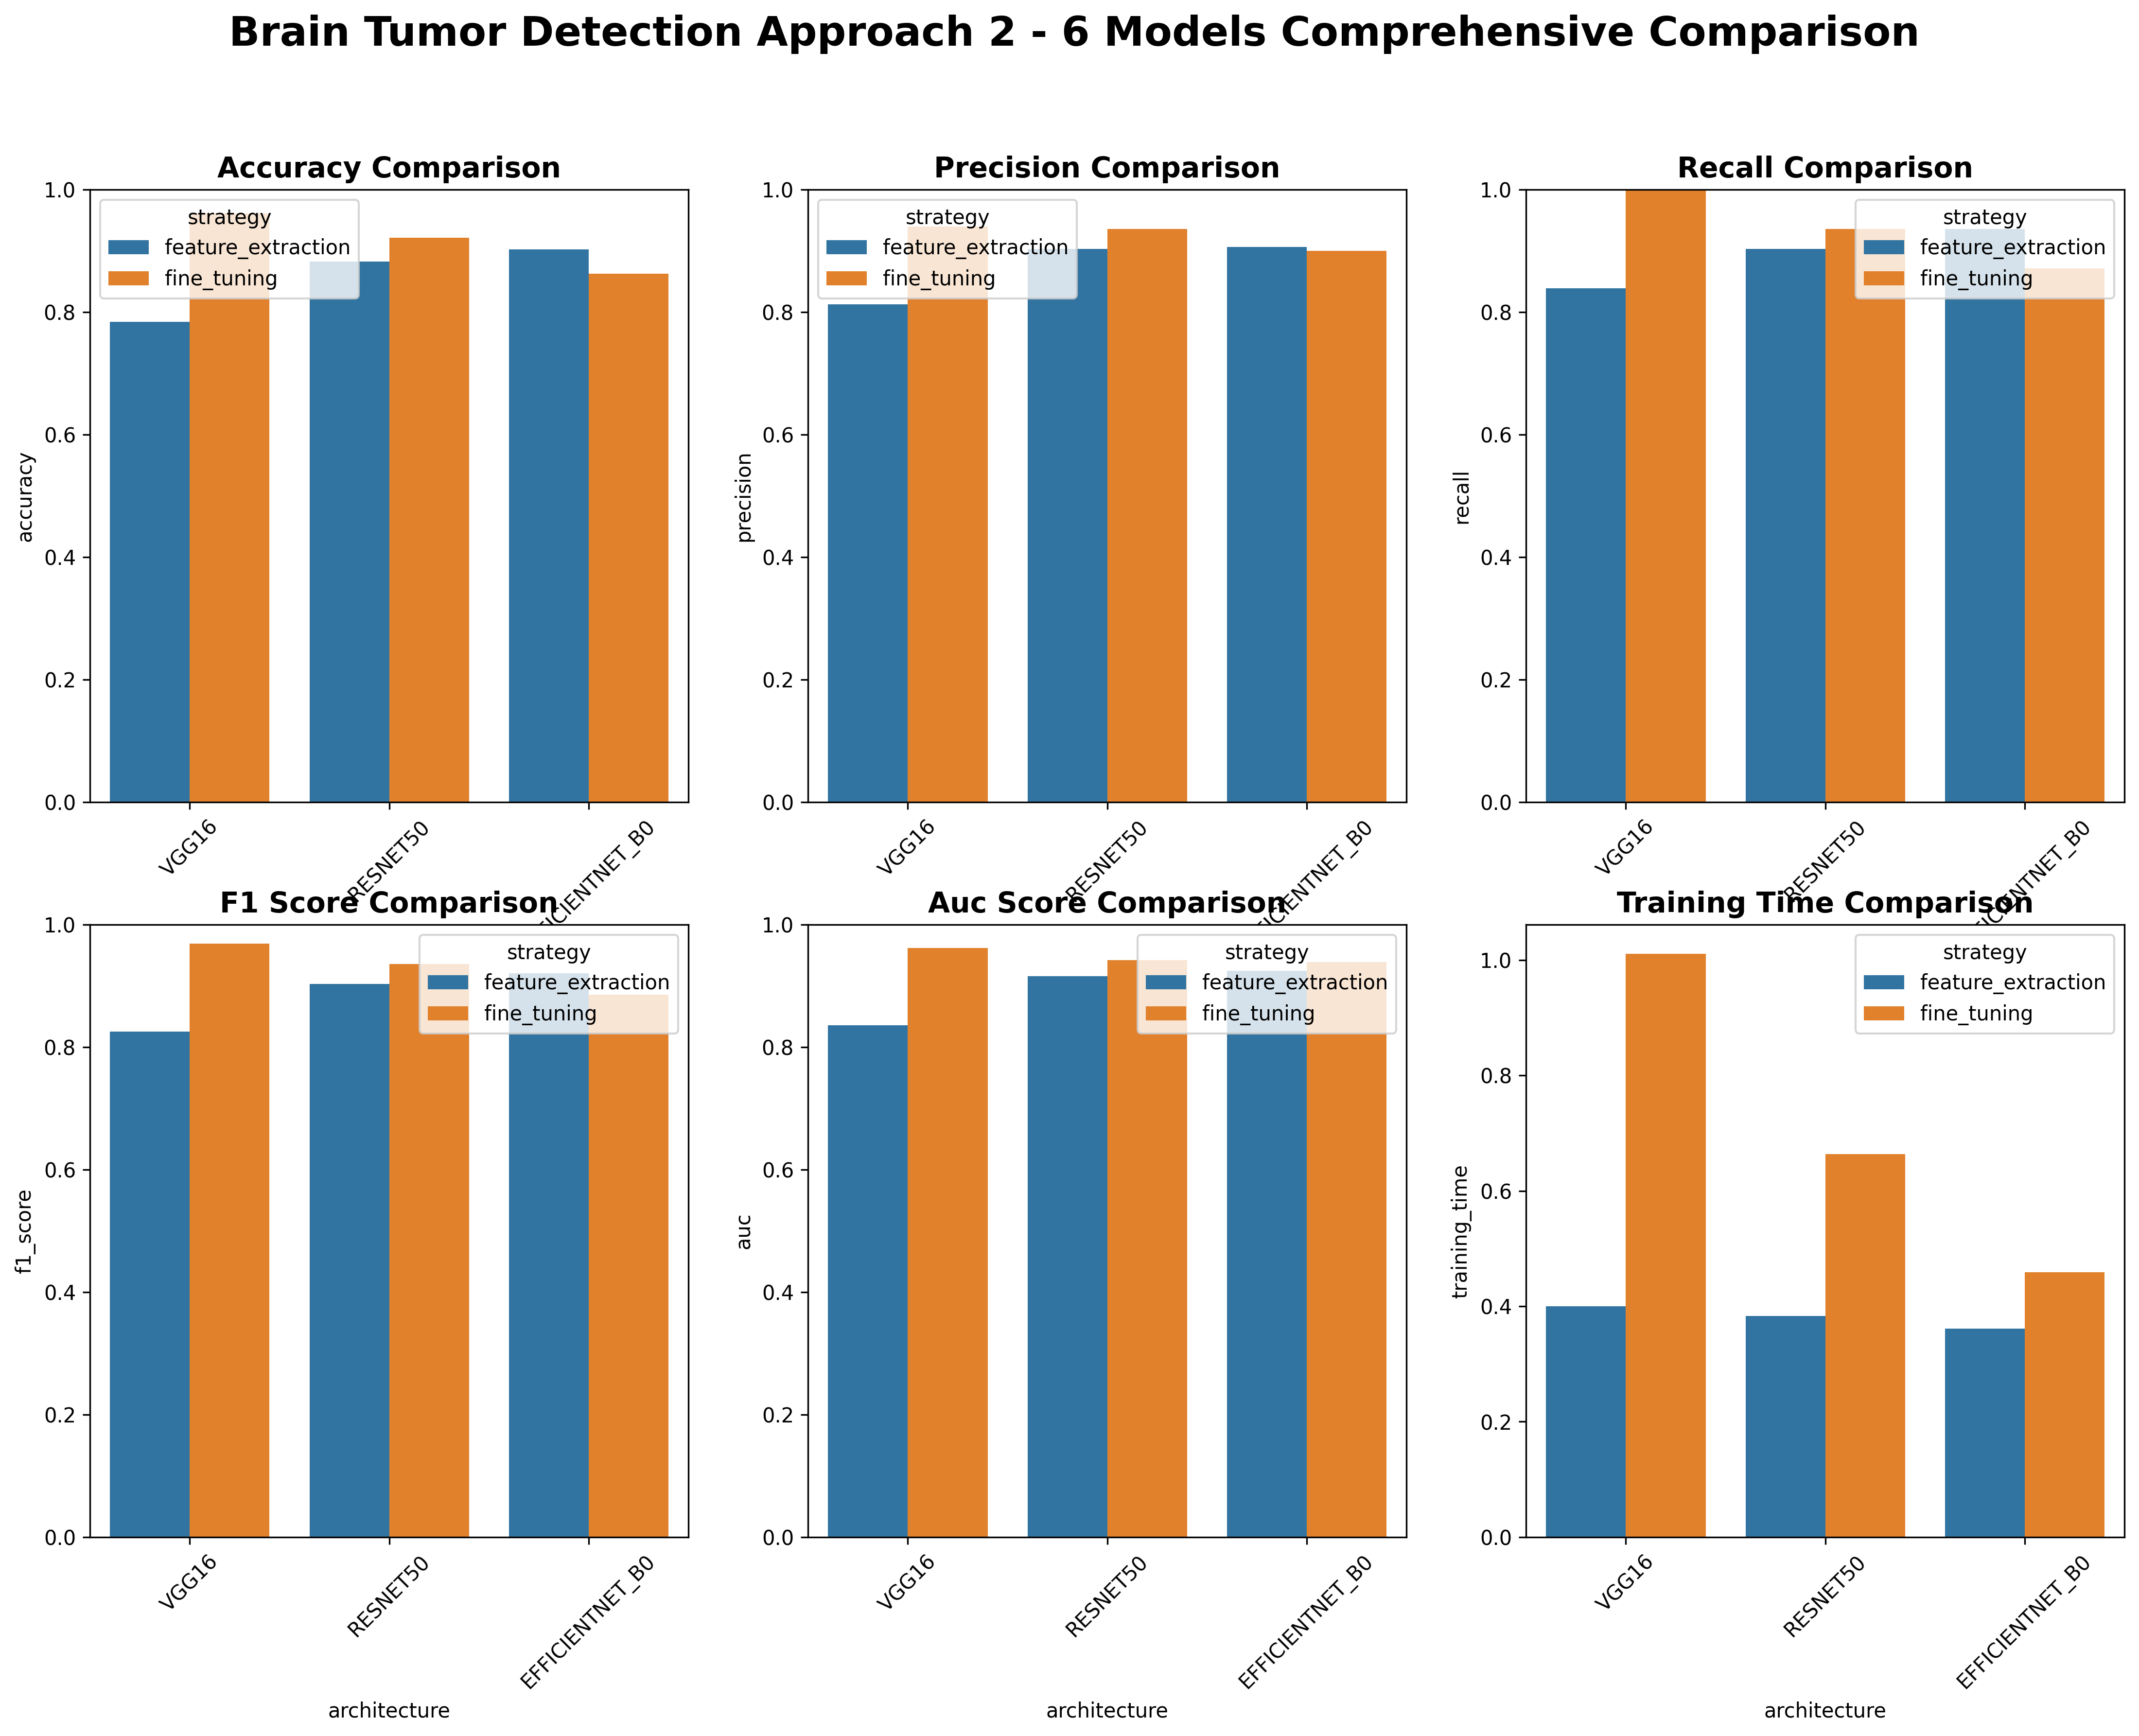 Brain Tumor Detection Approach 2 - 6 Models Comprehensive Comparison
Accuracy Comparison
1.0
0.8
0.6
0.4
0.2
0.0
accuracy
strategy
feature_extraction
fine_tuning
VGG16
RESNET50
Precision Comparison
1.0
0.8
0.6
0.4
0.2
0.0
precision
strategy
feature_extraction
fine_tuning
VGG16
RESNET50
Recall Comparison
1.0
0.8
0.6
0.4
0.2
0.0
recall
strategy
feature_extraction
fine_tuning
VGG16
RESNET50
F1 Score Comparison
1.0
0.8
0.6
0.4
0.2
0.0
f1_score
strategy
feature_extraction
fine_tuning
VGG16
RESNET50
EFFICIENTNET_B0
architecture
Auc Score Comparison
1.0
0.8
0.6
0.4
0.2
0.0
auc
strategy
feature_extraction
fine_tuning
VGG16
RESNET50
EFFICIENTNET_B0
architecture
Training Time Comparison
1.0
0.8
0.6
0.4
0.2
0.0
training_time
strategy
feature_extraction
fine_tuning
VGG16
RESNET50
EFFICIENTNET_B0
architecture